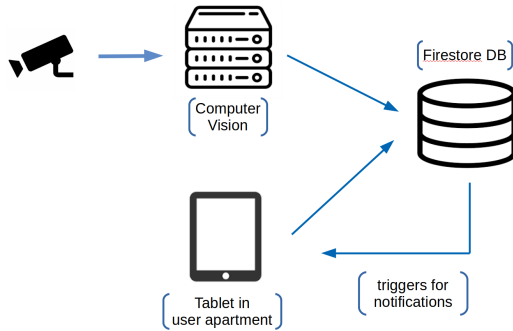 Firestore DB
Computer
Vision
Tablet in
user apartment
triggers for
notifications